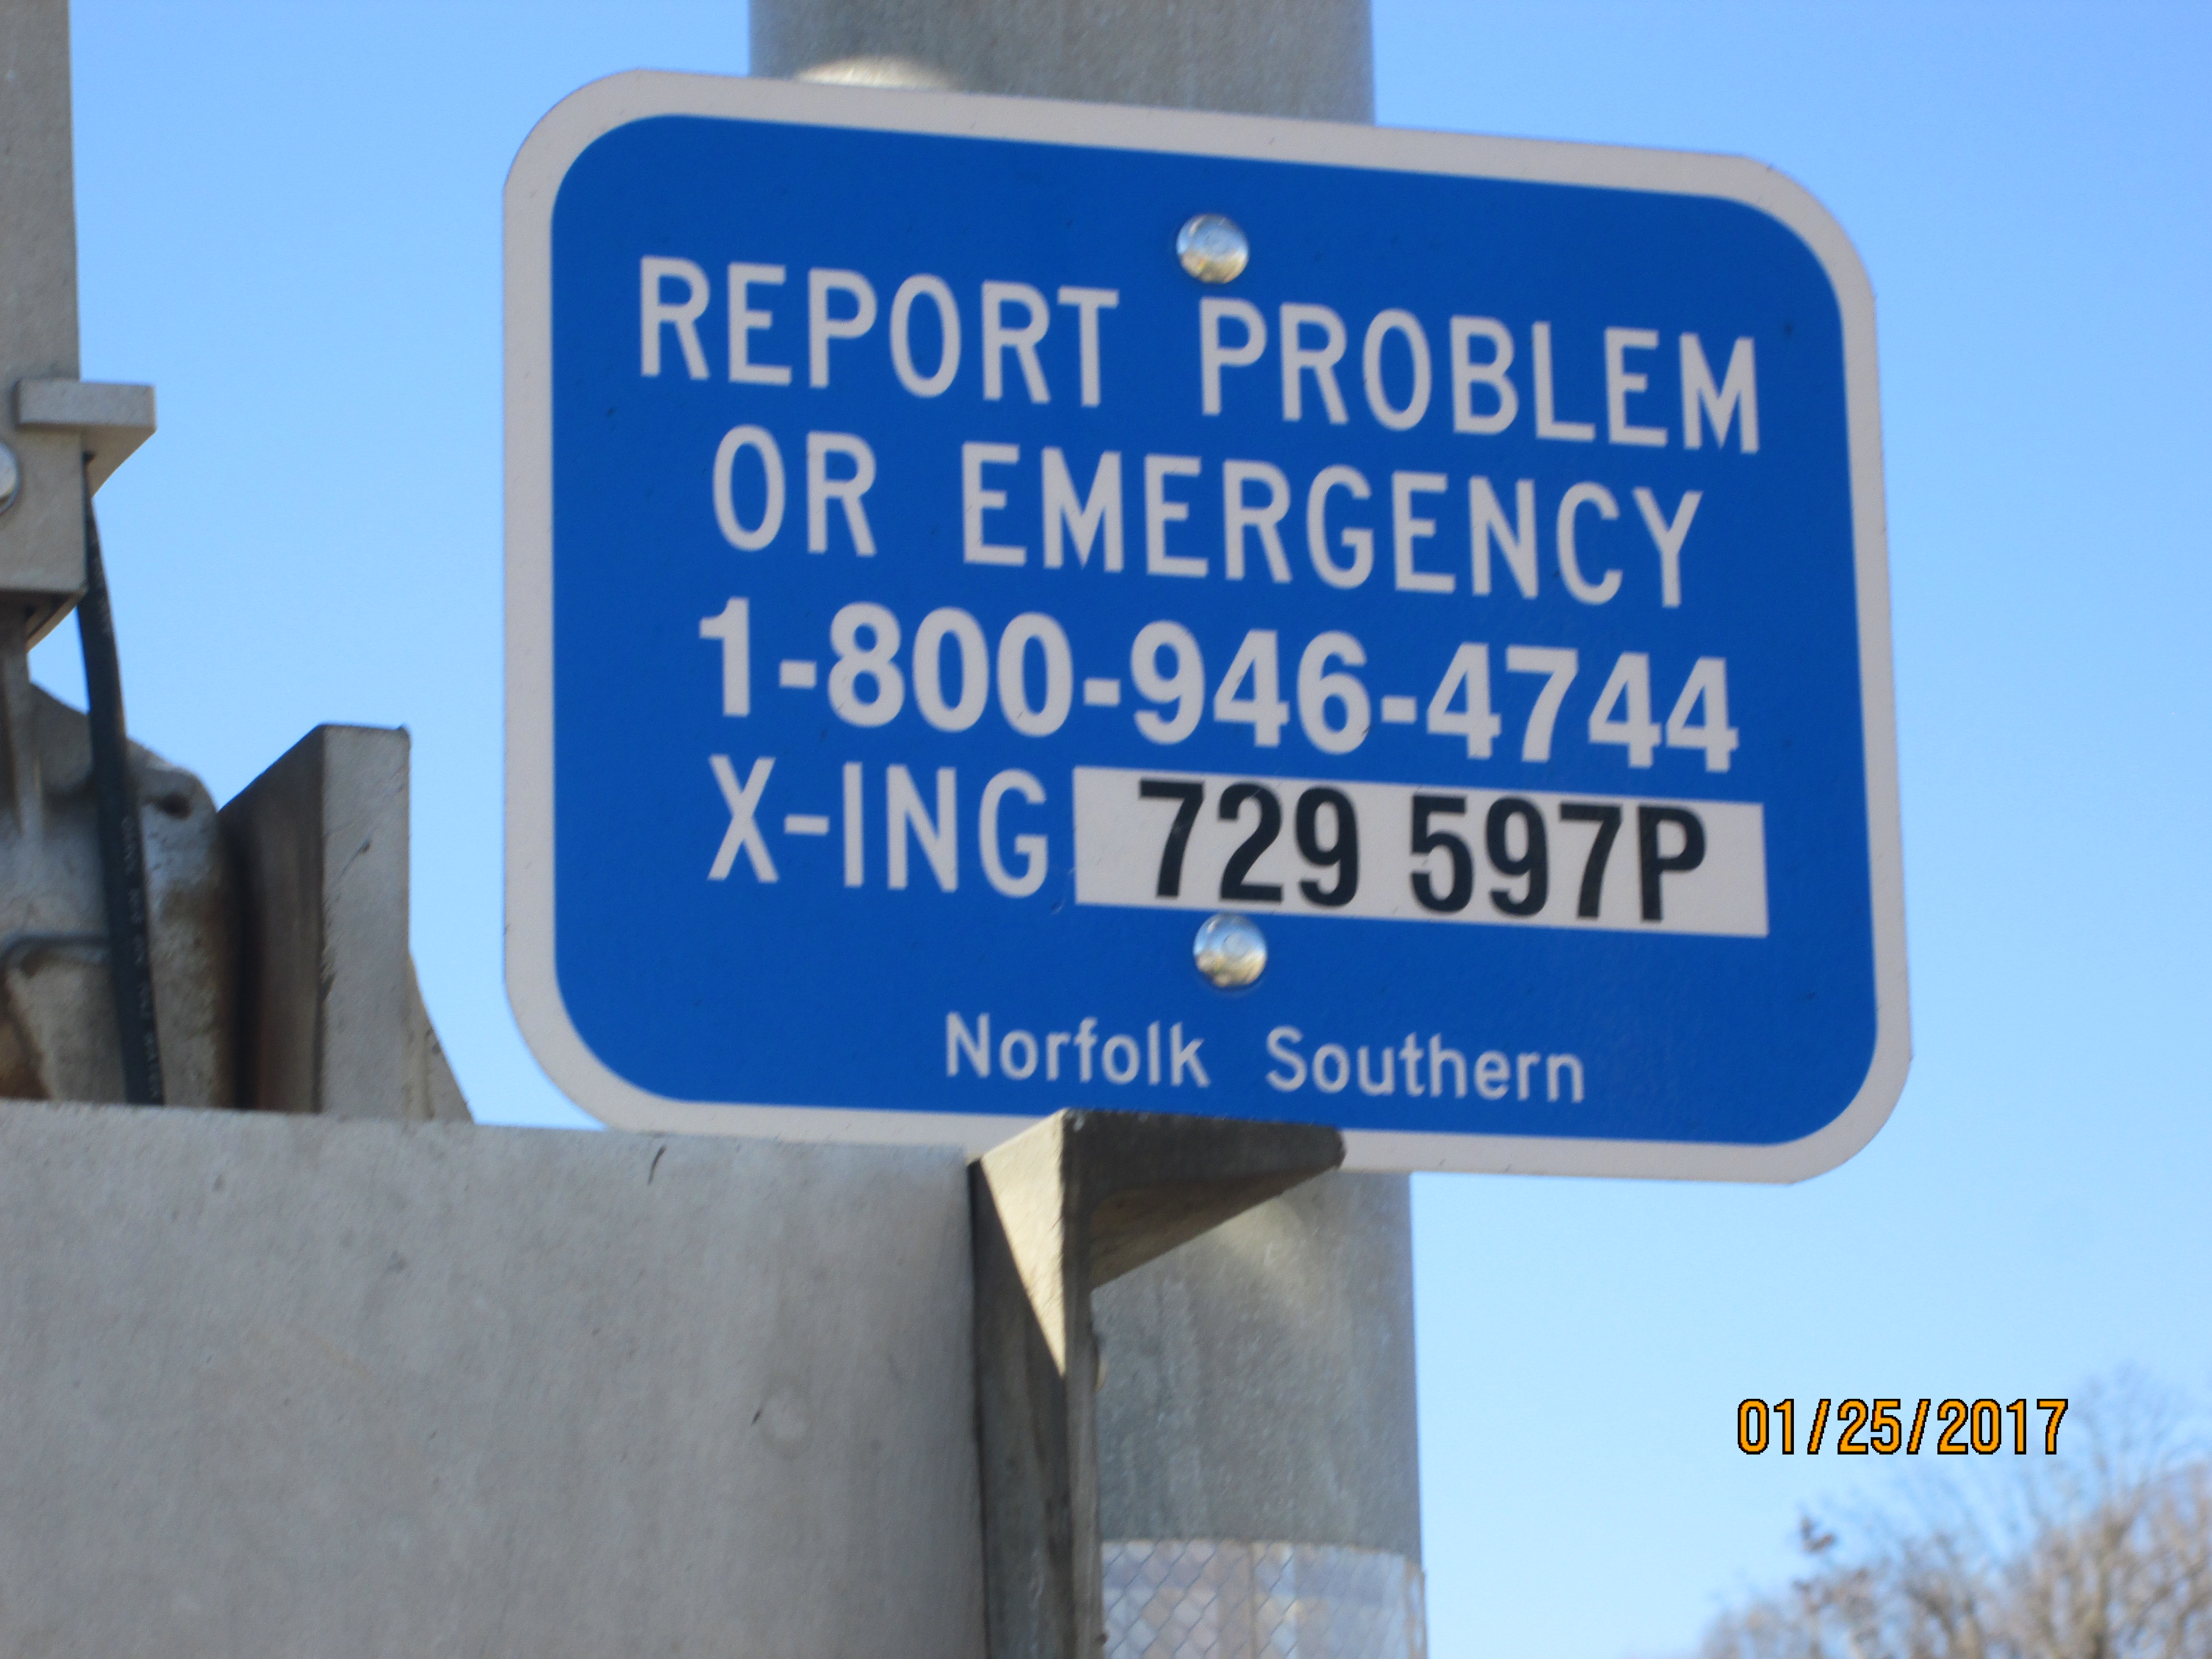 REPORT PROBLEM
OR EMERGENCY
1-800-946-4744
X-ING 729 597P
Norfolk Southern
01/25/2017